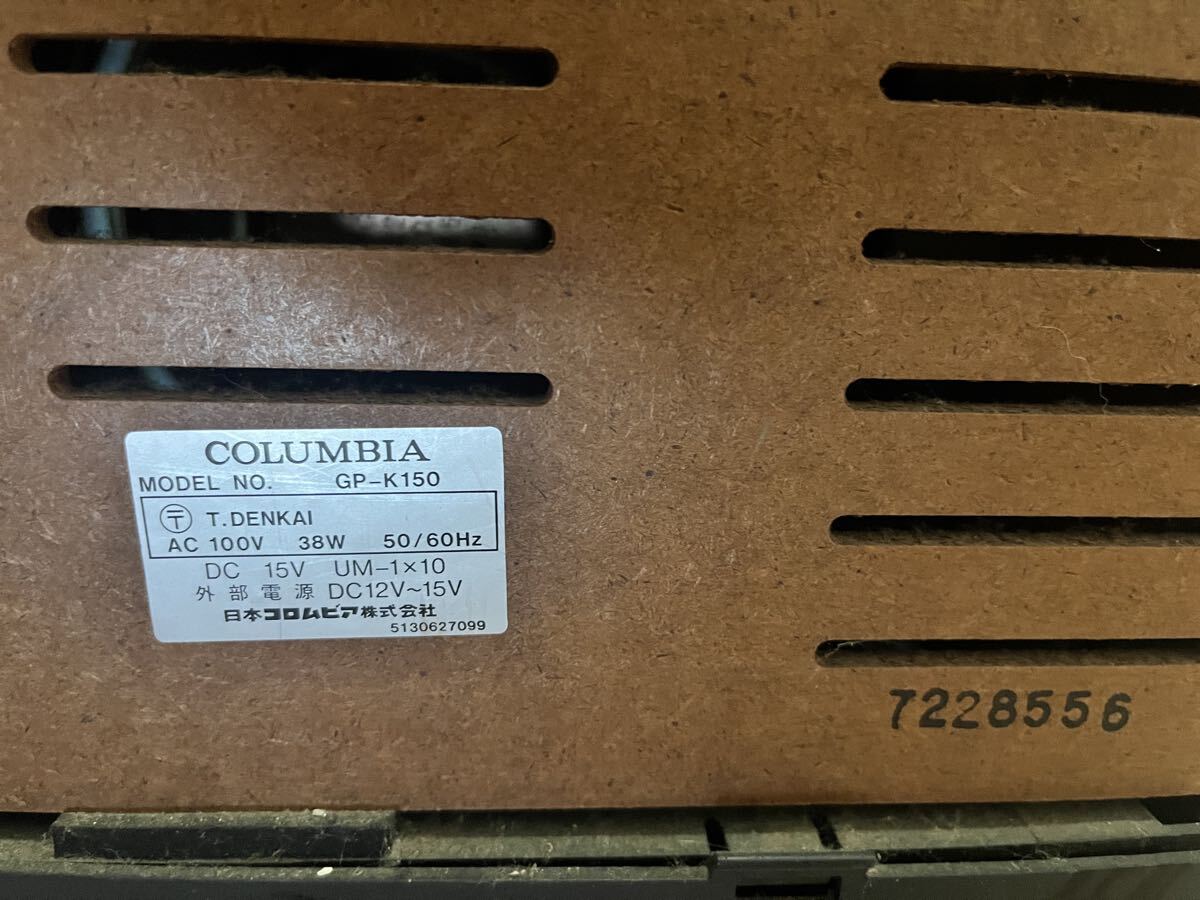 COLUMBIA
MODEL NO. GP-K150
〒 T.DENKAI
AC 100V 38W 50/60Hz
DC 15V UM-1×10
外部電源 DC12V~15V
日本コロムビア株式会社
5130627099
7228556